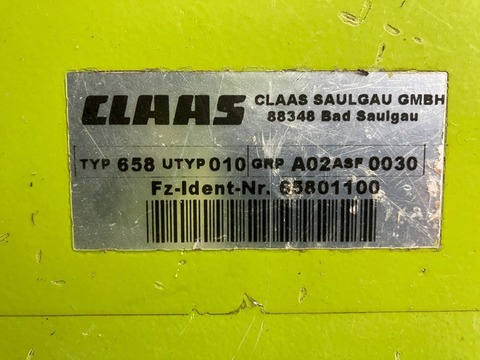 CLAAS
CLAAS SAULGAU GMBH
88348 Bad Saulgau
TYP 658 UTYP 010 GRP A02 ASF 0030
Fz-Ident-Nr. 65801100